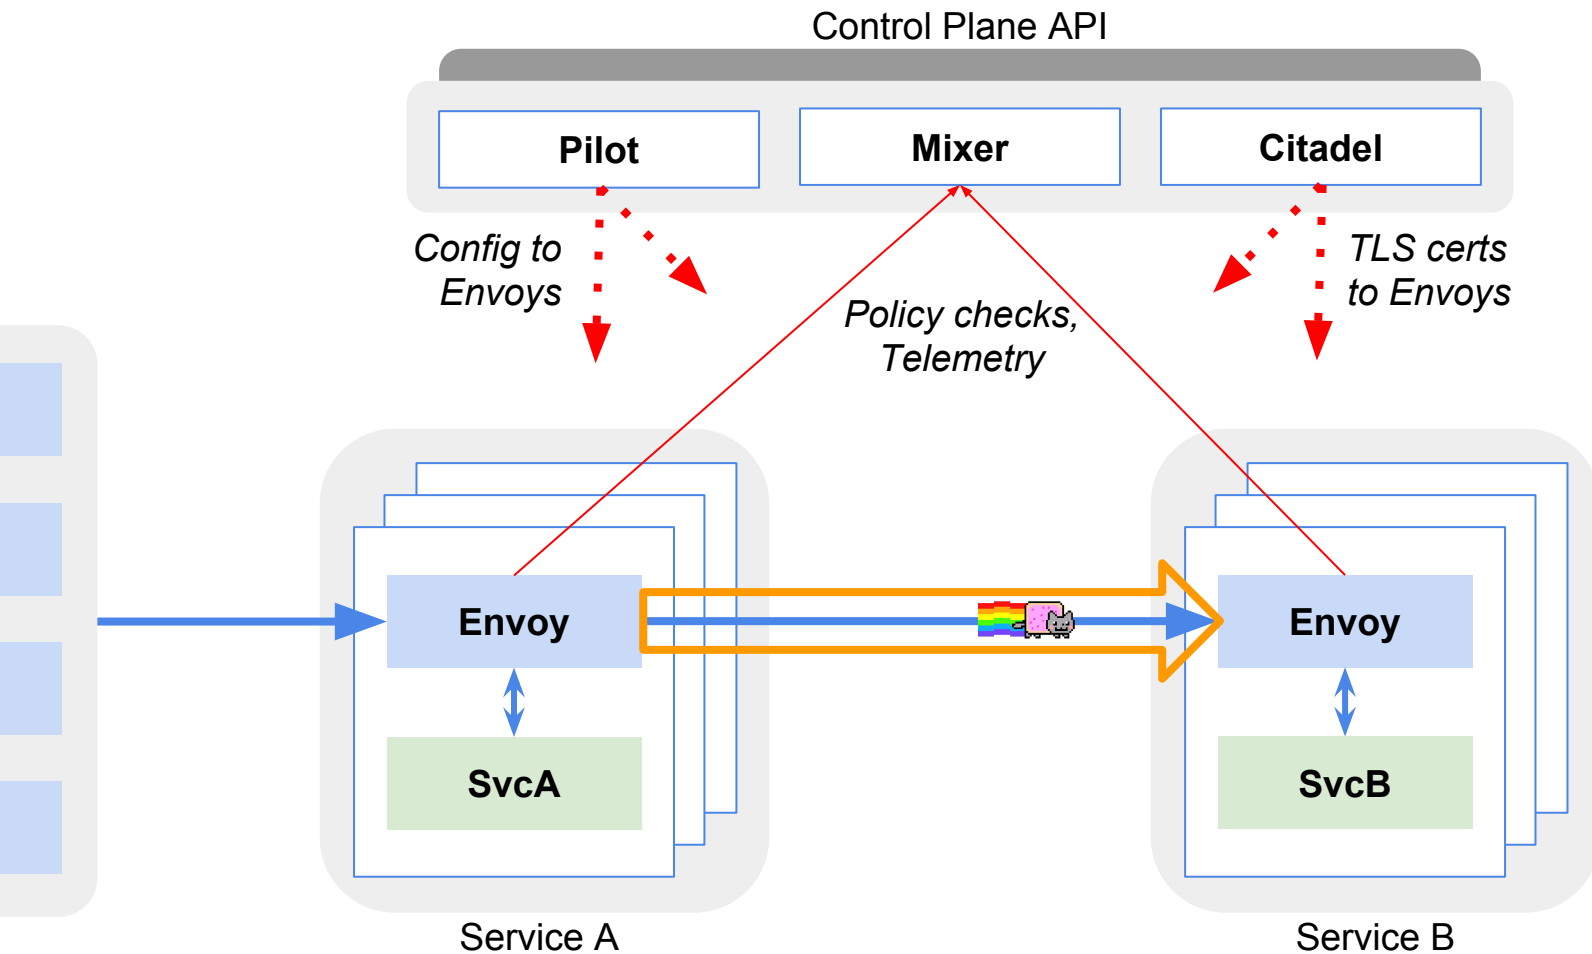 Control Plane API
Pilot
Mixer
Citadel
Config to
Envoys
Policy checks,
Telemetry
TLS certs
to Envoys
Envoy
Envoy
SvcA
SvcB
Service A
Service B